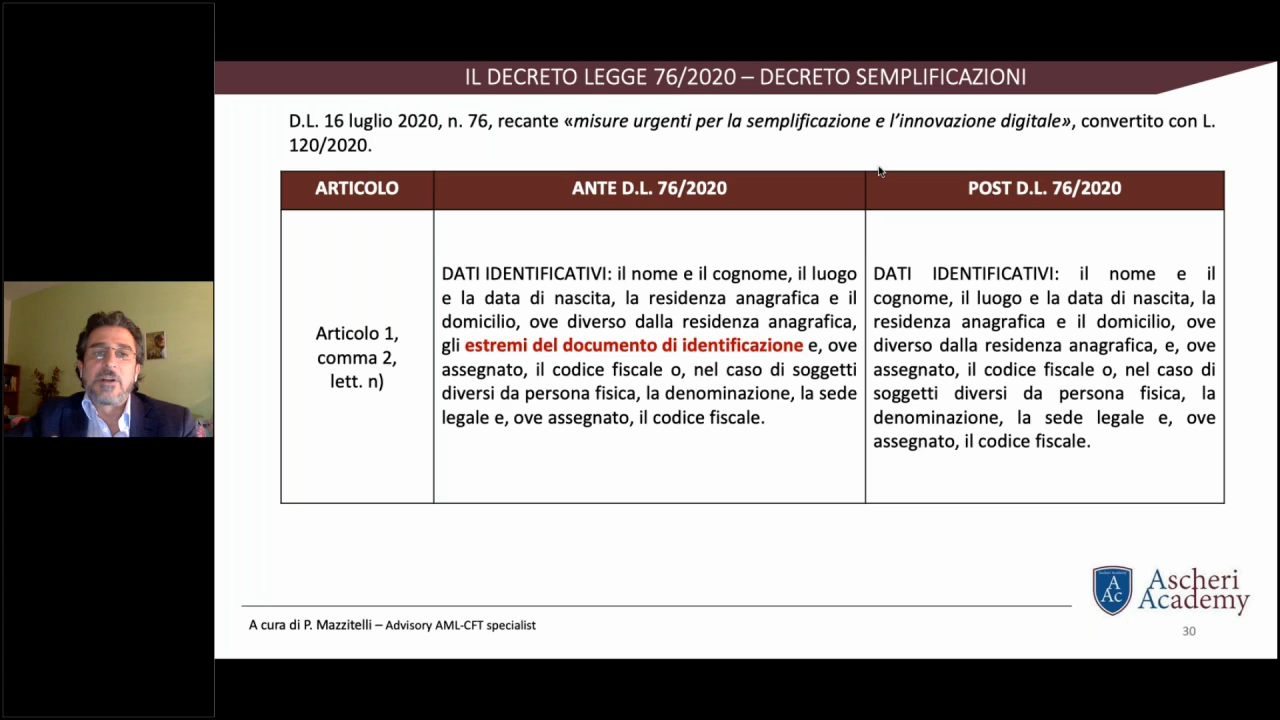 IL DECRETO LEGGE 76/2020 – DECRETO SEMPLIFICAZIONI
D.L. 16 luglio 2020, n. 76, recante «misure urgenti per la semplificazione e l’innovazione digitale», convertito con L.
120/2020.
ARTICOLO
ANTE D.L. 76/2020
POST D.L. 76/2020
Articolo 1,
comma 2,
lett. n)
DATI IDENTIFICATIVI: il nome e il cognome, il luogo
e la data di nascita, la residenza anagrafica e il
domicilio, ove diverso dalla residenza anagrafica,
gli estremi del documento di identificazione e, ove
assegnato, il codice fiscale o, nel caso di soggetti
diversi da persona fisica, la denominazione, la sede
legale e, ove assegnato, il codice fiscale.
DATI IDENTIFICATIVI: il nome e il
cognome, il luogo e la data di nascita, la
residenza anagrafica e il domicilio, ove
diverso dalla residenza anagrafica, e, ove
assegnato, il codice fiscale o, nel caso di
soggetti diversi da persona fisica, la
denominazione, la sede legale e, ove
assegnato, il codice fiscale.
A
Ac
Ascheri
Academy
A cura di P. Mazzitelli – Advisory AML-CFT specialist
30